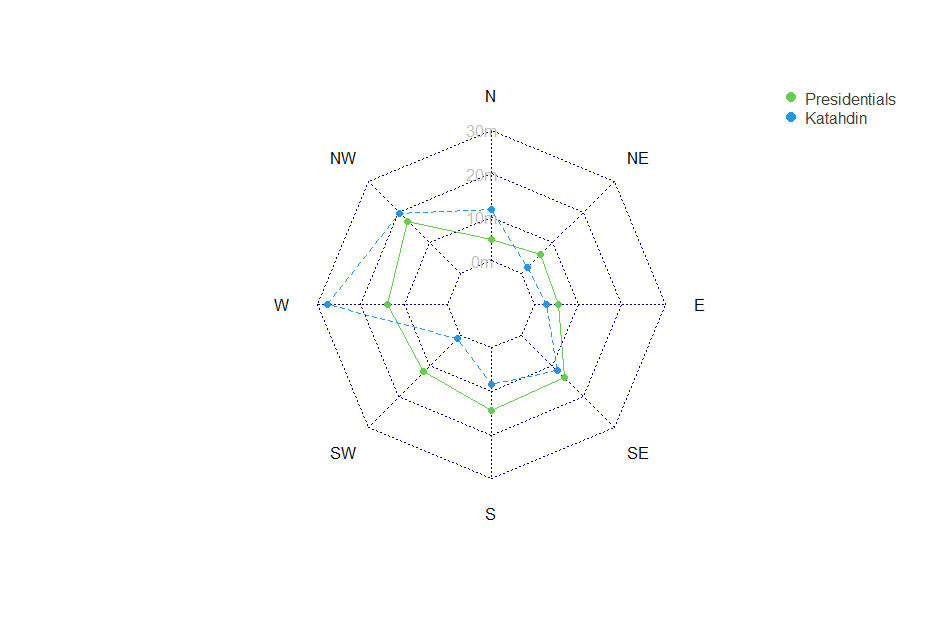 N
Presidentials
Katahdin
30m
NW
NE
20m
10m
0m
W
E
SW
SE
S